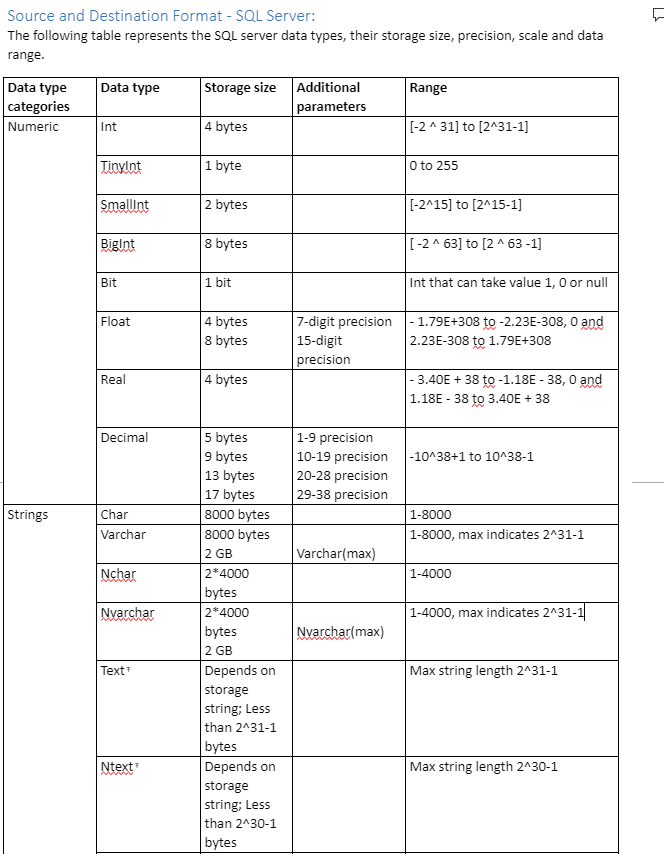 Source and Destination Format - SQL Server:
The following table represents the SQL server data types, their storage size, precision, scale and data
range.
Data type categories | Data type | Storage size | Additional parameters | Range
Numeric | Int | 4 bytes | | [-2 ^ 31] to [2^31-1]
TinyInt | 1 byte | | 0 to 255
SmallInt | 2 bytes | | [-2^15] to [2^15-1]
BigInt | 8 bytes | | [ -2 ^ 63] to [2 ^ 63 -1]
Bit | 1 bit | | Int that can take value 1, 0 or null
Float | 4 bytes | 7-digit precision | - 1.79E+308 to -2.23E-308, 0 and
8 bytes | 15-digit | 2.23E-308 to 1.79E+308
precision
Real | 4 bytes | | - 3.40E + 38 to -1.18E - 38, 0 and
1.18E - 38 to 3.40E + 38
Decimal | 5 bytes | 1-9 precision
9 bytes | 10-19 precision | -10^38+1 to 10^38-1
13 bytes | 20-28 precision
17 bytes | 29-38 precision
Strings | Char | 8000 bytes | | 1-8000
Varchar | 8000 bytes | | 1-8000, max indicates 2^31-1
2 GB | Varchar(max)
Nchar | 2*4000 | | 1-4000
bytes
Nvarchar | 2*4000 | | 1-4000, max indicates 2^31-1
bytes | Nvarchar(max)
2 GB
Text | Depends on | | Max string length 2^31-1
storage
string; Less
than 2^31-1
bytes
Ntext | Depends on | | Max string length 2^30-1
storage
string; Less
than 2^30-1
bytes